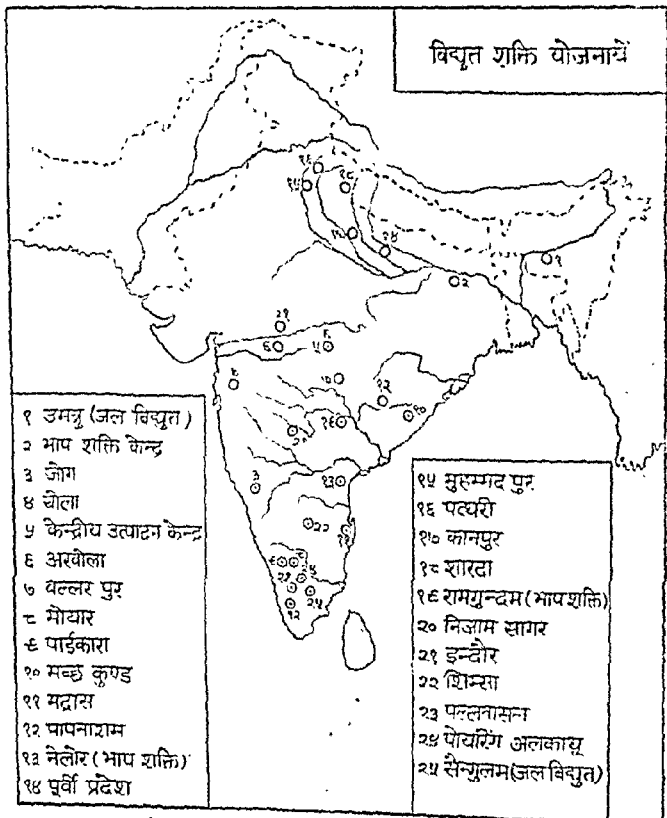 विद्युत शक्ति योजनायें
१ उमत्रु (जल विद्युत)
२ भाप शक्ति केन्द्र
३ जोग
४ चोला
५ केन्द्रीय उत्पादन केन्द्र
६ अरवोला
७ वल्लर पुर
८ मोयार
९ पाईकारा
१० मच्छ कुण्ड
११ मद्रास
१२ पापनाशम
१३ नेलोर (भाप शक्ति)
१४ पूर्वी प्रदेश
१५ मुहम्मद पुर
१६ पत्थरी
१७ कानपुर
१८ शारदा
१९ रामगुन्दम (भाप शक्ति)
२० निज़ाम सागर
२१ इन्दौर
२२ शिम्सा
२३ पल्लनासन
२४ पोयरिंग अलकायू
२५ सेन्गुलम (जल विद्युत)